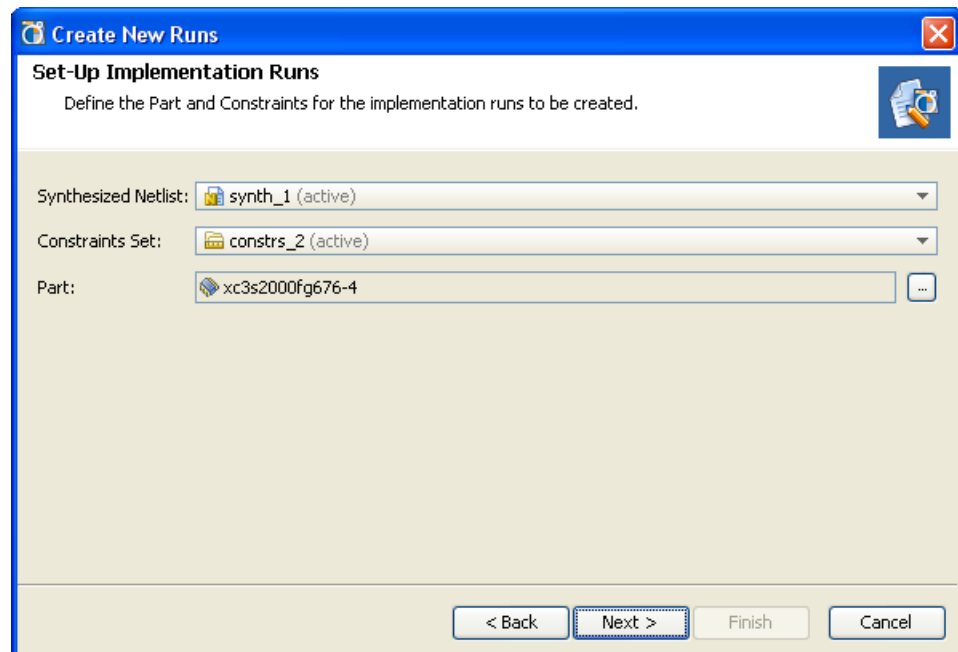 Create New Runs
Set-Up Implementation Runs
Define the Part and Constraints for the implementation runs to be created.
Synthesized Netlist: synth_1 (active)
Constraints Set: constrs_2 (active)
Part: xc3s2000fg676-4 ...
< Back Next > Finish Cancel